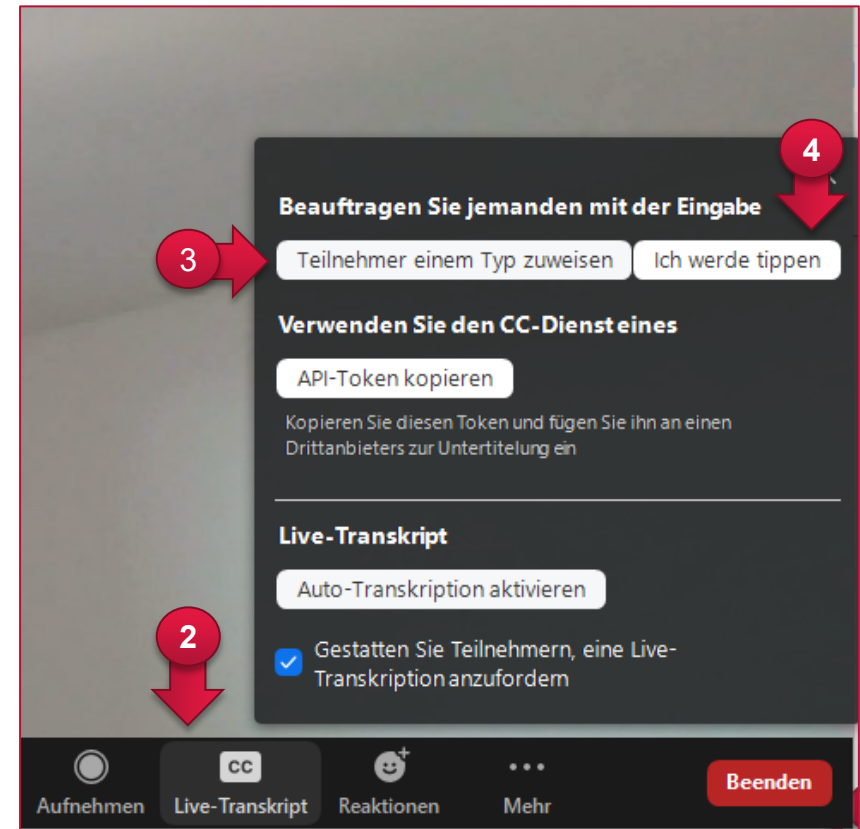 4
Beauftragen Sie jemanden mit der Eingabe
3
Teilnehmer einem Typ zuweisen
Ich werde tippen
Verwenden Sie den CC-Dienst eines
API-Token kopieren
Kopieren Sie diesen Token und fügen Sie ihn an einen
Drittanbieters zur Untertitelung ein
Live-Transkript
Auto-Transkription aktivieren
2
Gestatten Sie Teilnehmern, eine Live-
Transkription anzufordern
CC
Aufnehmen
Live-Transkript
Reaktionen
Mehr
Beenden